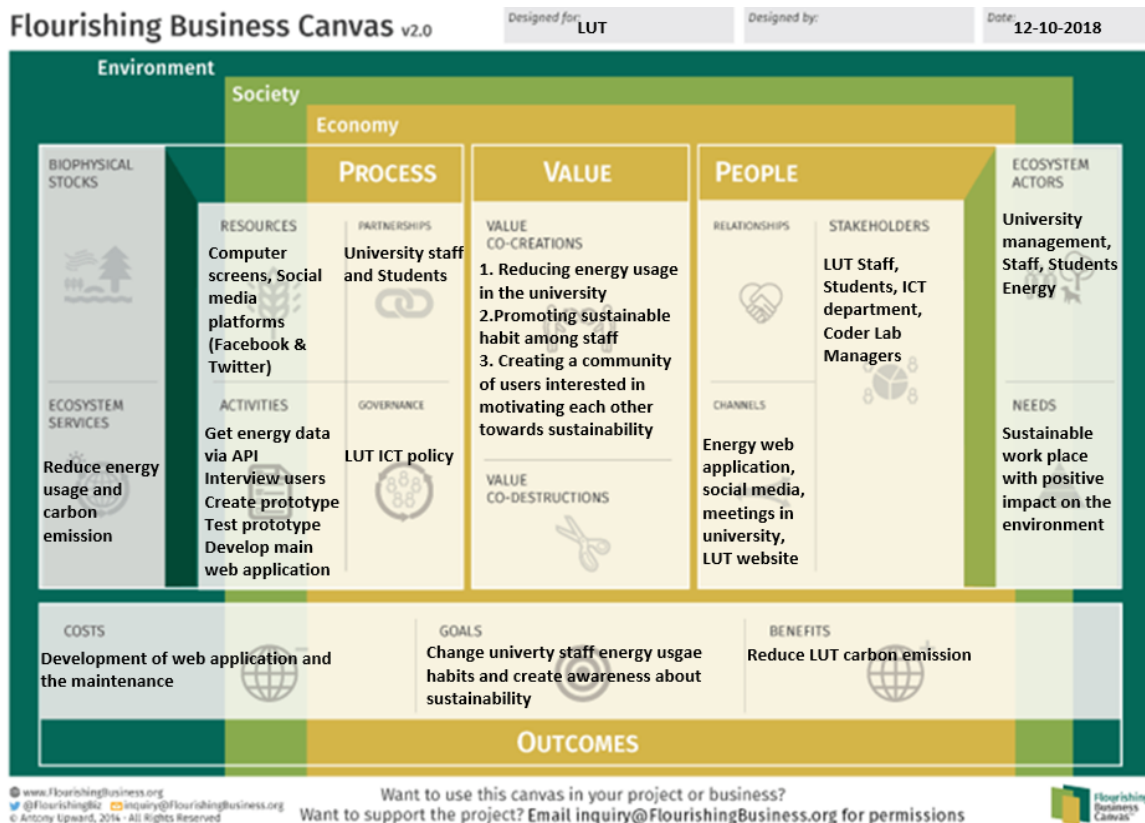 Flourishing Business Canvas v2.0
Designed for:
LUT
Designed by:
Date:
12-10-2018
Environment
Society
Economy
PROCESS
VALUE
PEOPLE
BIOPHYSICAL
STOCKS
RESOURCES
Computer
screens, Social
media
platforms
(Facebook &
Twitter)
PARTNERSHIPS
University staff
and Students
VALUE
CO-CREATIONS
1. Reducing energy usage
in the university
2.Promoting sustainable
habit among staff
3. Creating a community
of users interested in
motivating each other
towards sustainability
RELATIONSHIPS
STAKEHOLDERS
LUT Staff,
Students, ICT
department,
Coder Lab
Managers
ECOSYSTEM
ACTORS
University
management,
Staff, Students
Energy
ECOSYSTEM
SERVICES
Reduce energy
usage and
carbon
emission
ACTIVITIES
Get energy data
via API
Interview users
Create prototype
Test prototype
Develop main
web application
GOVERNANCE
LUT ICT policy
VALUE
CO-DESTRUCTIONS
CHANNELS
Energy web
application,
social media,
meetings in
university,
LUT website
NEEDS
Sustainable
work place
with positive
impact on the
environment
COSTS
Development of web application and
the maintenance
GOALS
Change univerty staff energy usgae
habits and create awareness about
sustainability
BENEFITS
Reduce LUT carbon emission
OUTCOMES
www.FlourishingBusiness.org
@FlourishingBiz inquiry@FlourishingBusiness.org
© Antony Upward, 2014 - All Rights Reserved
Want to use this canvas in your project or business?
Want to support the project? Email inquiry@FlourishingBusiness.org for permissions
Flourishing
Business
Canvas